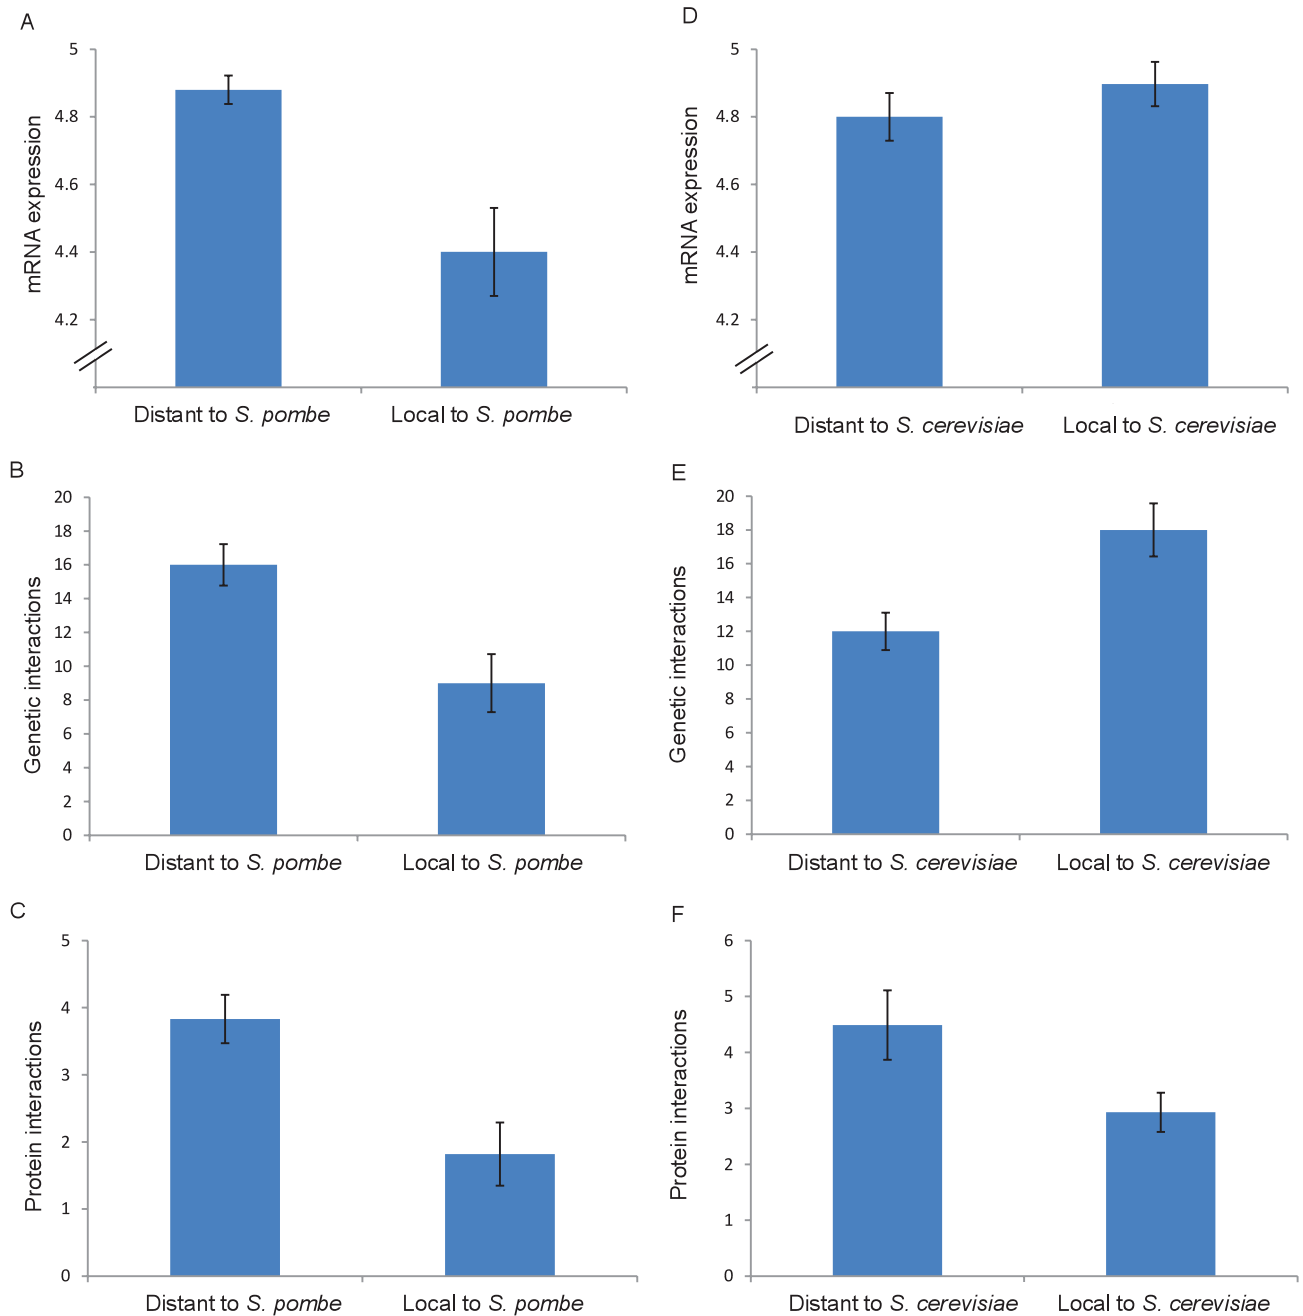 A
5
4.8
4.6
4.4
4.2
mRNA expression
Distant to S. pombe
Local to S. pombe
D
5
4.8
4.6
4.4
4.2
mRNA expression
Distant to S. cerevisiae
Local to S. cerevisiae
B
20
18
16
14
12
10
8
6
4
2
0
Genetic interactions
Distant to S. pombe
Local to S. pombe
E
20
18
16
14
12
10
8
6
4
2
0
Genetic interactions
Distant to S. cerevisiae
Local to S. cerevisiae
C
5
4
3
2
1
0
Protein interactions
Distant to S. pombe
Local to S. pombe
F
6
5
4
3
2
1
0
Protein interactions
Distant to S. cerevisiae
Local to S. cerevisiae